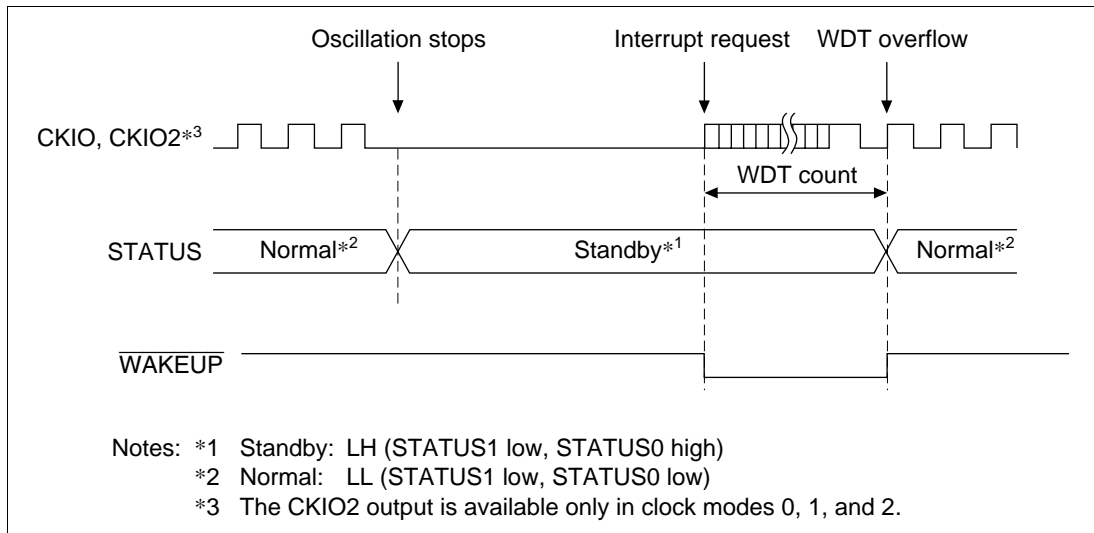 Oscillation stops Interrupt request WDT overflow
CKIO, CKIO2*3
WDT count
STATUS Normal*2 Standby*1 Normal*2
WAKEUP
Notes: *1 Standby: LH (STATUS1 low, STATUS0 high)
*2 Normal: LL (STATUS1 low, STATUS0 low)
*3 The CKIO2 output is available only in clock modes 0, 1, and 2.